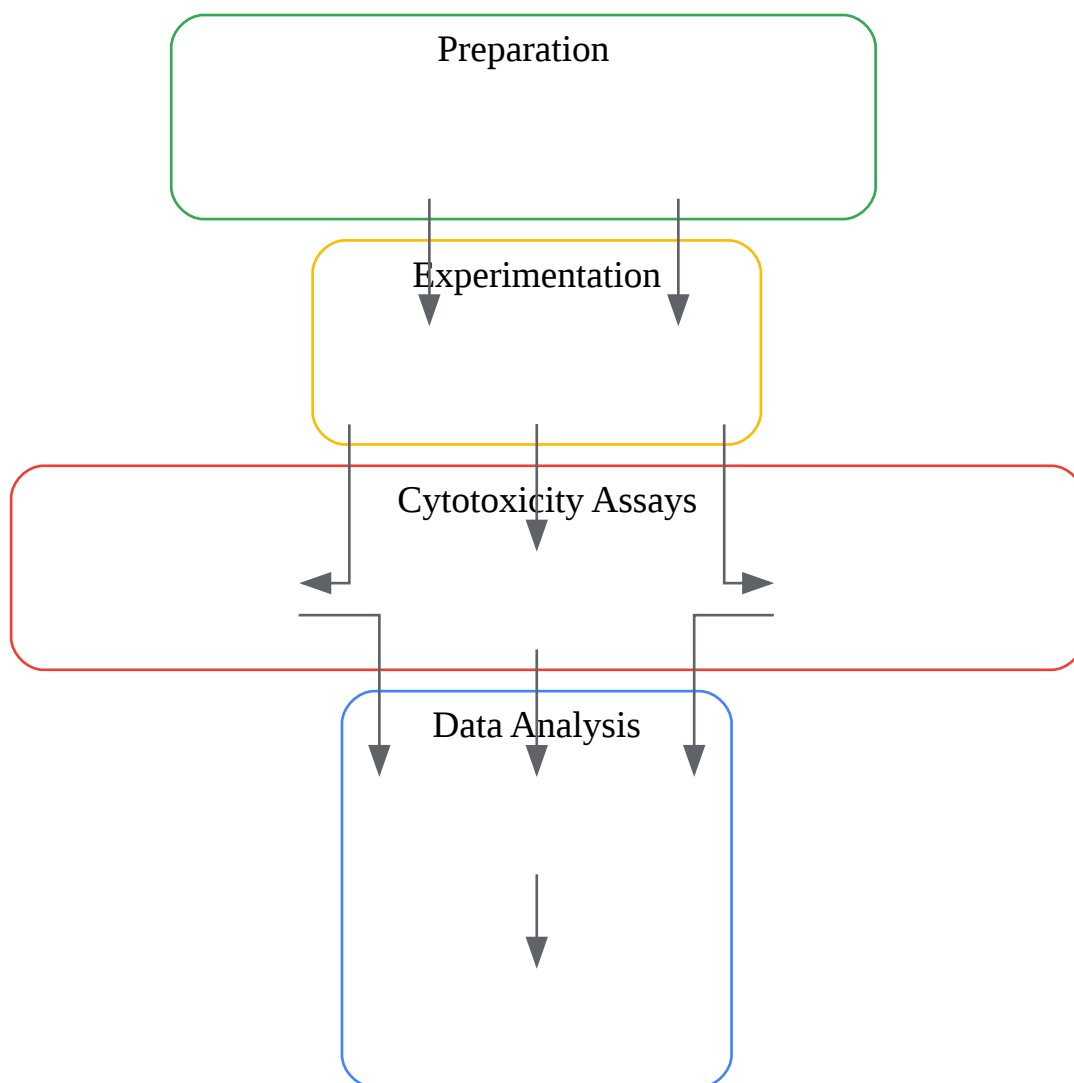 Preparation
Experimentation
Cytotoxicity Assays
Data Analysis